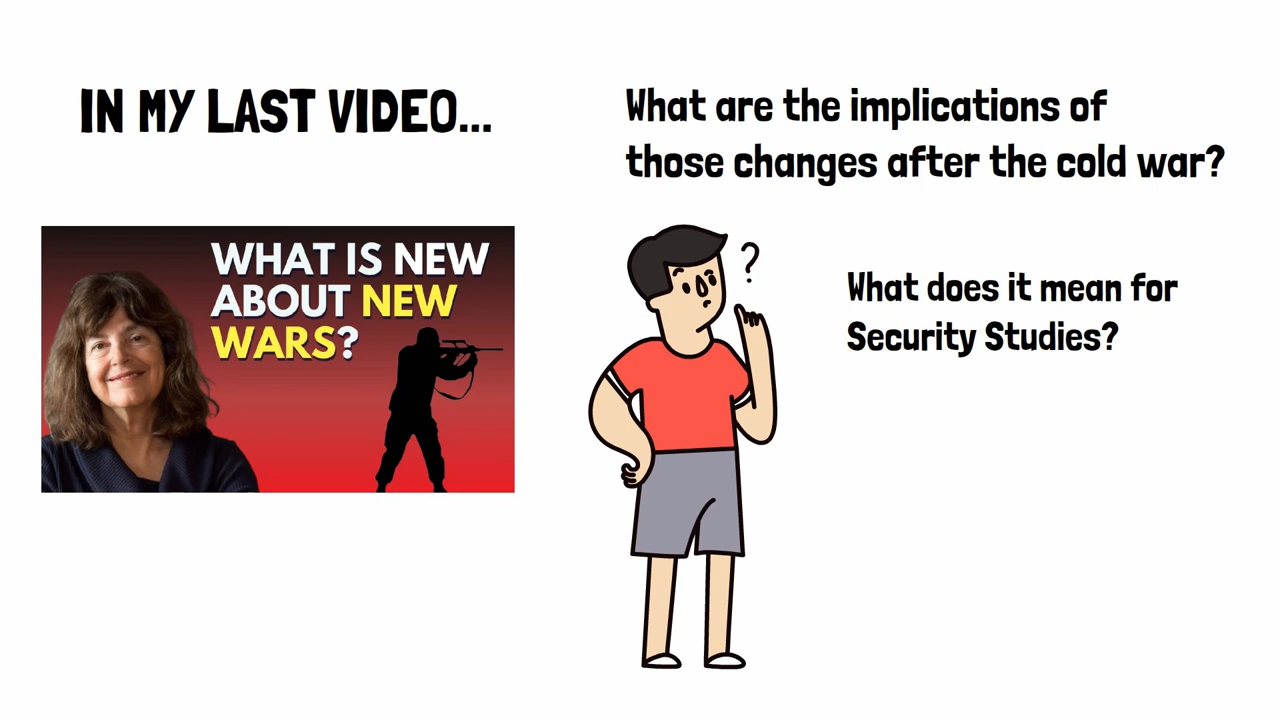 IN MY LAST VIDEO...
WHAT IS NEW
ABOUT NEW
WARS?
What are the implications of
those changes after the cold war?
?
What does it mean for
Security Studies?